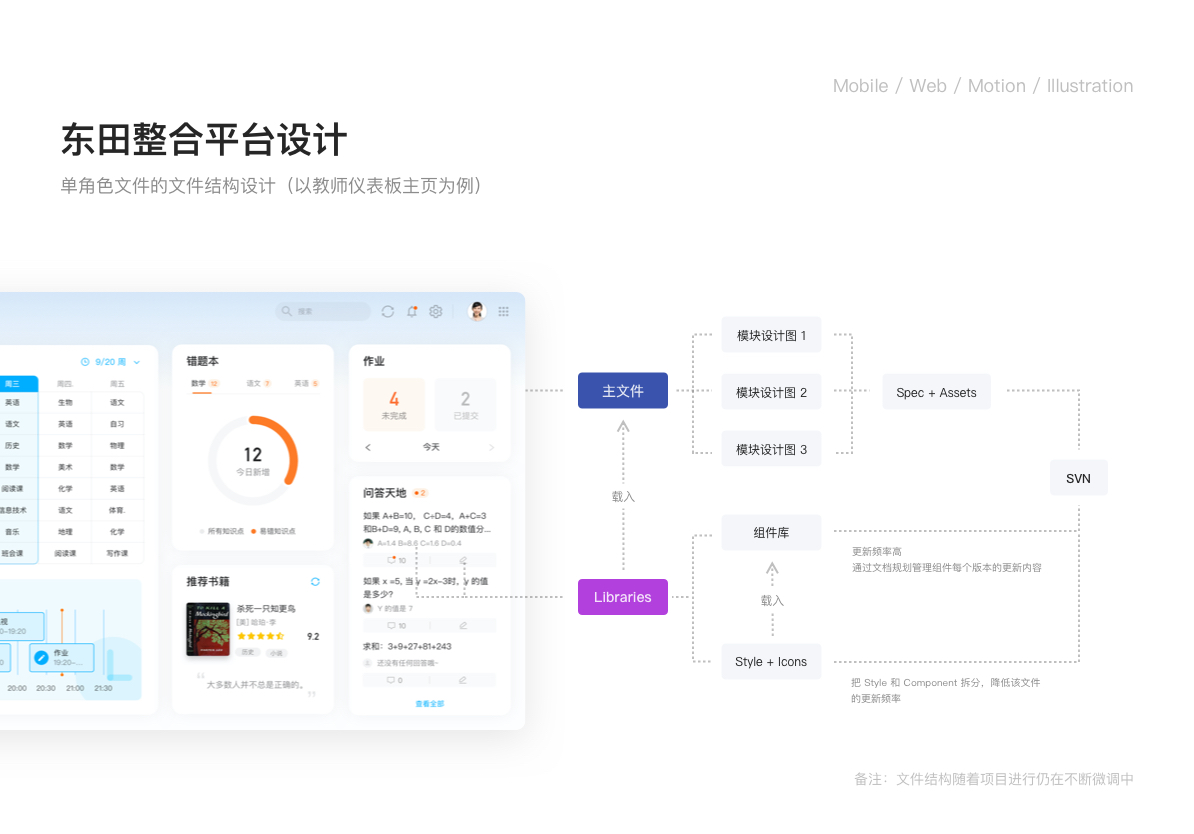 Mobile / Web / Motion / Illustration
东田整合平台设计
单角色文件的文件结构设计（以教师仪表板主页为例）
搜索
9/20 周
周三 周四 周五
英语 生物 语文
语文 英语 自习
历史 数学 物理
数学 美术 数学
阅读课 化学 英语
信息技术 语文 体育
音乐 地理 化学
班会课 阅读课 写作课
视
0–19:20
作业
19:20–...
20:00 20:30 21:00 21:30
错题本
数学 12 语文 7 英语 5
12
今日新增
所有知识点 易错知识点
推荐书籍
杀死一只知更鸟
[美] 哈珀·李
9.2
历史 小说
大多数人并不总是正确的。
作业
4
未完成
2
已提交
今天
问答天地 2
如果 A+B=10， C÷D=4，A+C=3
和B+D=9, A, B, C 和 D的数值分...
A=1.4 B=8.6 C=1.6 D=0.4
10
如果 x =5, 当 y =2x–3时，y 的值
是多少?
Y 的值是 7
10
求和：3+9+27+81+243
还没有任何回答哦~
0
查看全部
主文件
载入
Libraries
模块设计图 1
模块设计图 2
模块设计图 3
Spec + Assets
SVN
组件库
更新频率高
通过文档规划管理组件每个版本的更新内容
载入
Style + Icons
把 Style 和 Component 拆分，降低该文件
的更新频率
备注：文件结构随着项目进行仍在不断微调中